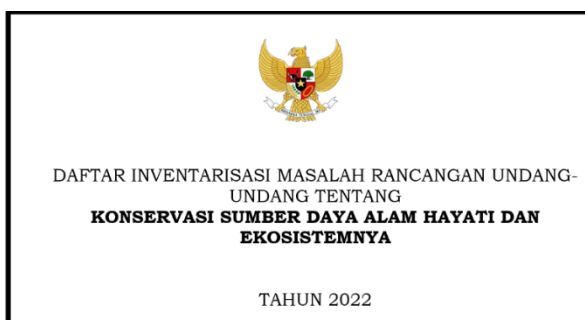 DAFTAR INVENTARISASI MASALAH RANCANGAN UNDANG-
UNDANG TENTANG
KONSERVASI SUMBER DAYA ALAM HAYATI DAN
EKOSISTEMNYA
TAHUN 2022